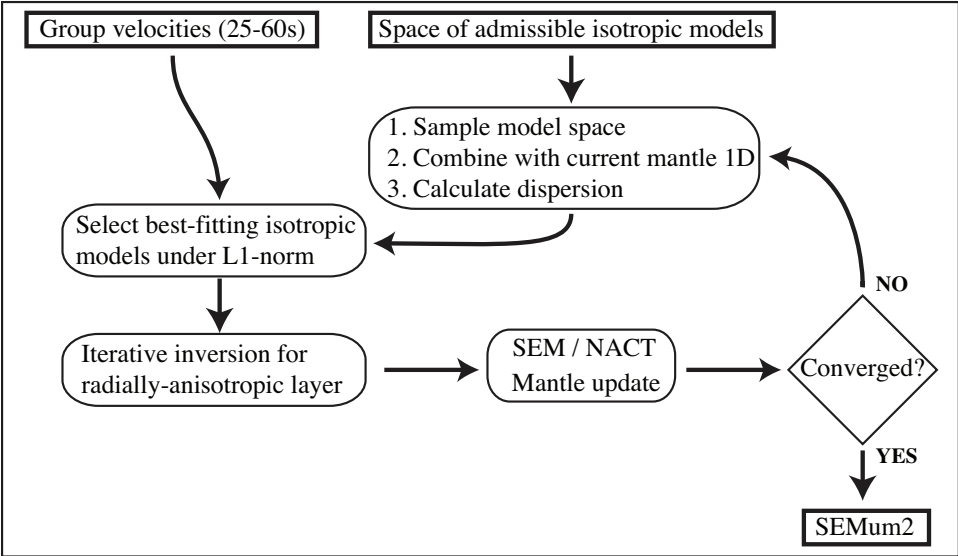 Group velocities (25-60s)
Space of admissible isotropic models
1. Sample model space
2. Combine with current mantle 1D
3. Calculate dispersion
Select best-fitting isotropic
models under L1-norm
Iterative inversion for
radially-anisotropic layer
SEM / NACT
Mantle update
Converged?
NO
YES
SEMum2